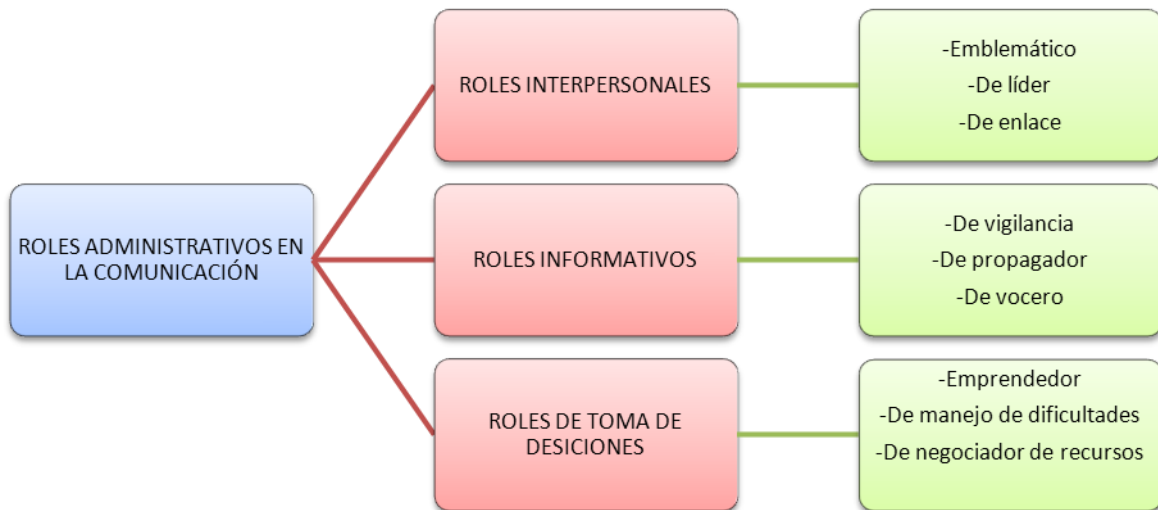 ROLES ADMINISTRATIVOS EN
LA COMUNICACIÓN
ROLES INTERPERSONALES
-Emblemático
-De líder
-De enlace
ROLES INFORMATIVOS
-De vigilancia
-De propagador
-De vocero
ROLES DE TOMA DE
DESICIONES
-Emprendedor
-De manejo de dificultades
-De negociador de recursos